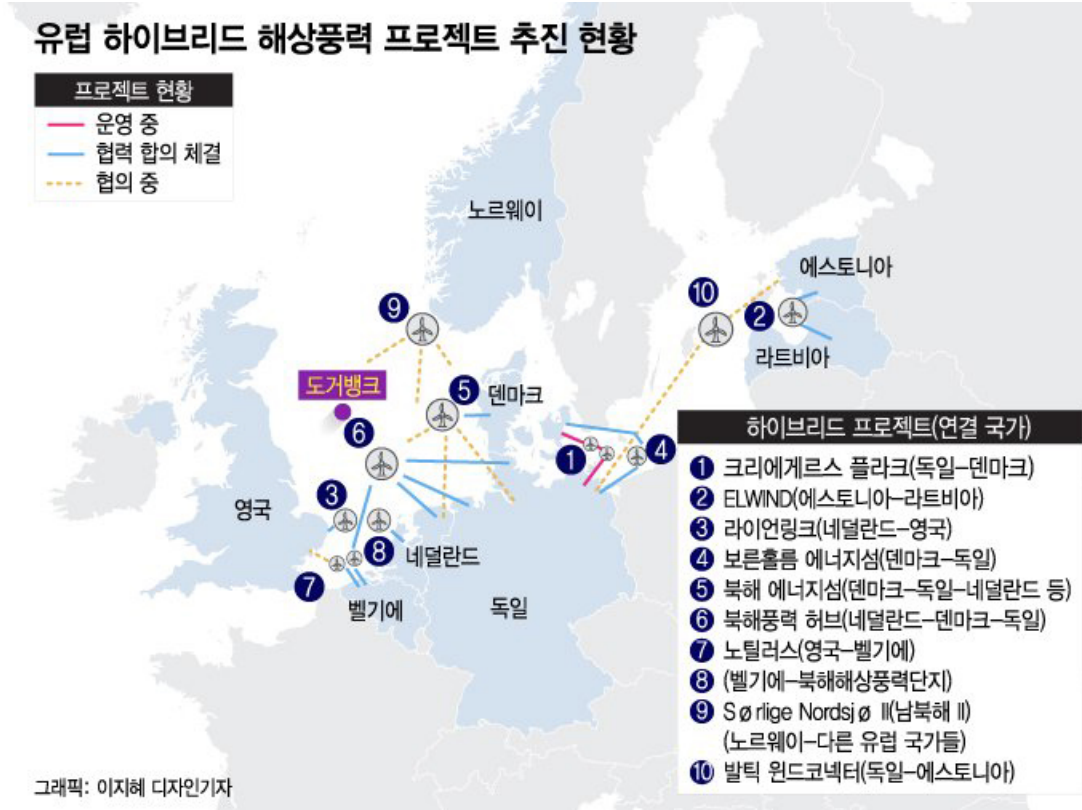 유럽 하이브리드 해상풍력 프로젝트 추진 현황
프로젝트 현황
운영 중
협력 합의 체결
협의 중
노르웨이
에스토니아
10
9
2
라트비아
도거뱅크
5
덴마크
6
1
4
3
영국
8
네덜란드
7
벨기에
독일
하이브리드 프로젝트(연결 국가)
1 크리에게르스 플라크(독일–덴마크)
2 ELWIND(에스토니아–라트비아)
3 라이언링크(네덜란드–영국)
4 보른홀름 에너지섬(덴마크–독일)
5 북해 에너지섬(덴마크–독일–네덜란드 등)
6 북해풍력 허브(네덜란드–덴마크–독일)
7 노틸러스(영국–벨기에)
8 (벨기에–북해해상풍력단지)
9 Sørlige Nordsjø II(남북해 II)
(노르웨이–다른 유럽 국가들)
10 발틱 윈드코넥터(독일–에스토니아)
그래픽: 이지혜 디자인기자